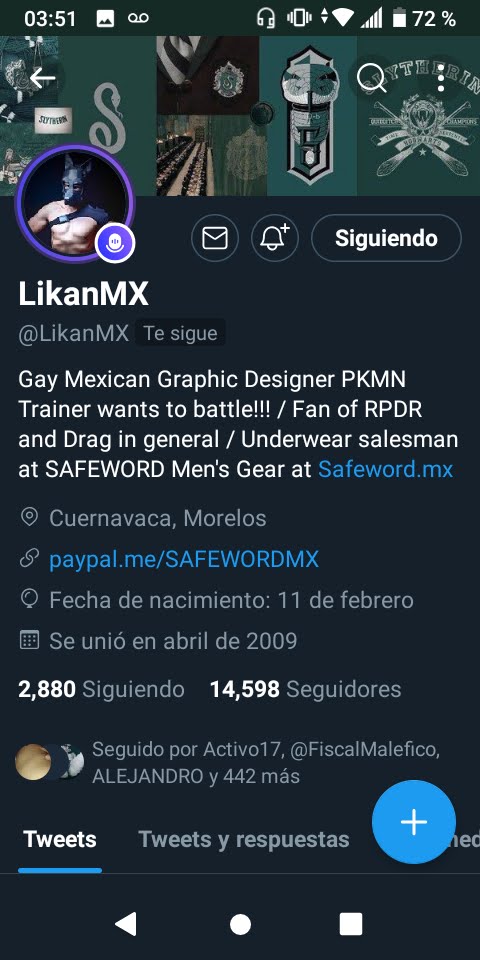 03:51
72 %
SLYTHERIN
SLYTHERIN
QUIDDITCH CHAMPIONS
Siguiendo
LikanMX
@LikanMX Te sigue
Gay Mexican Graphic Designer PKMN
Trainer wants to battle!!! / Fan of RPDR
and Drag in general / Underwear salesman
at SAFEWORD Men's Gear at Safeword.mx
Cuernavaca, Morelos
paypal.me/SAFEWORDMX
Fecha de nacimiento: 11 de febrero
Se unió en abril de 2009
2,880 Siguiendo 14,598 Seguidores
Seguido por Activo17, @FiscalMalefico,
ALEJANDRO y 442 más
Tweets Tweets y respuestas